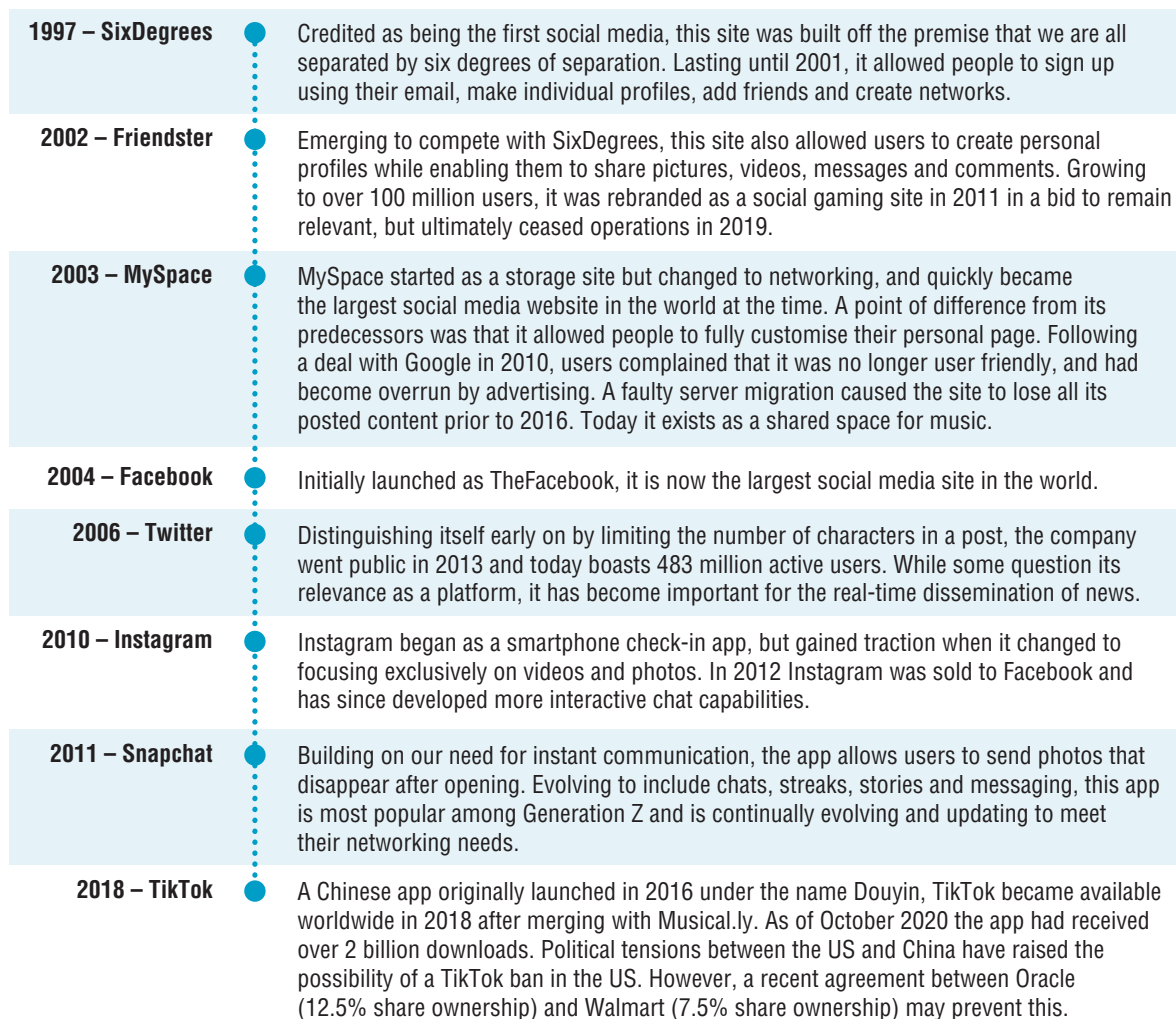 1997 – SixDegrees
Credited as being the first social media, this site was built off the premise that we are all
separated by six degrees of separation. Lasting until 2001, it allowed people to sign up
using their email, make individual profiles, add friends and create networks.
2002 – Friendster
Emerging to compete with SixDegrees, this site also allowed users to create personal
profiles while enabling them to share pictures, videos, messages and comments. Growing
to over 100 million users, it was rebranded as a social gaming site in 2011 in a bid to remain
relevant, but ultimately ceased operations in 2019.
2003 – MySpace
MySpace started as a storage site but changed to networking, and quickly became
the largest social media website in the world at the time. A point of difference from its
predecessors was that it allowed people to fully customise their personal page. Following
a deal with Google in 2010, users complained that it was no longer user friendly, and had
become overrun by advertising. A faulty server migration caused the site to lose all its
posted content prior to 2016. Today it exists as a shared space for music.
2004 – Facebook
Initially launched as TheFacebook, it is now the largest social media site in the world.
2006 – Twitter
Distinguishing itself early on by limiting the number of characters in a post, the company
went public in 2013 and today boasts 483 million active users. While some question its
relevance as a platform, it has become important for the real-time dissemination of news.
2010 – Instagram
Instagram began as a smartphone check-in app, but gained traction when it changed to
focusing exclusively on videos and photos. In 2012 Instagram was sold to Facebook and
has since developed more interactive chat capabilities.
2011 – Snapchat
Building on our need for instant communication, the app allows users to send photos that
disappear after opening. Evolving to include chats, streaks, stories and messaging, this app
is most popular among Generation Z and is continually evolving and updating to meet
their networking needs.
2018 – TikTok
A Chinese app originally launched in 2016 under the name Douyin, TikTok became available
worldwide in 2018 after merging with Musical.ly. As of October 2020 the app had received
over 2 billion downloads. Political tensions between the US and China have raised the
possibility of a TikTok ban in the US. However, a recent agreement between Oracle
(12.5% share ownership) and Walmart (7.5% share ownership) may prevent this.